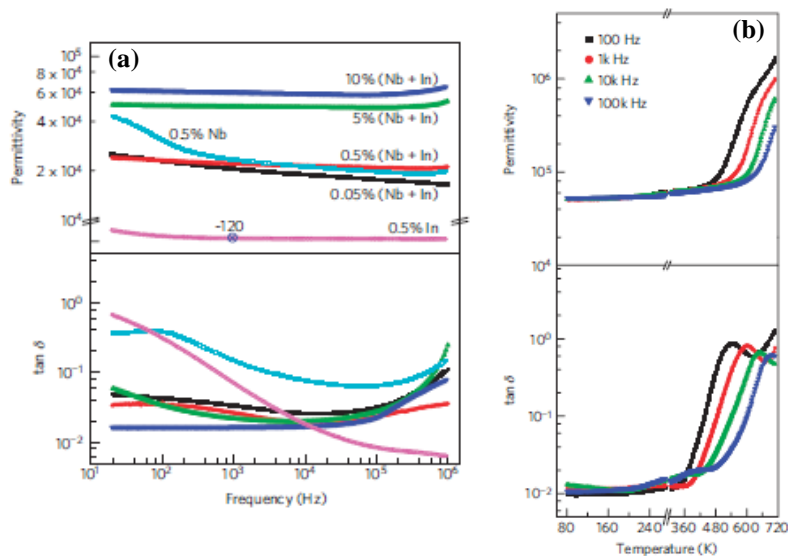 (a)
Permittivity
10⁵
8 × 10⁴
6 × 10⁴
4 × 10⁴
2 × 10⁴
10⁴
10% (Nb + In)
5% (Nb + In)
0.5% Nb
0.5% (Nb + In)
0.05% (Nb + In)
-120
0.5% In
tan δ
10⁰
10⁻¹
10⁻²
10¹ 10² 10³ 10⁴ 10⁵ 10⁶
Frequency (Hz)
(b)
100 Hz
1k Hz
10k Hz
100k Hz
Permittivity
10⁶
10⁵
10⁴
tan δ
10⁰
10⁻¹
10⁻²
80 160 240 360 480 600 720
Temperature (K)